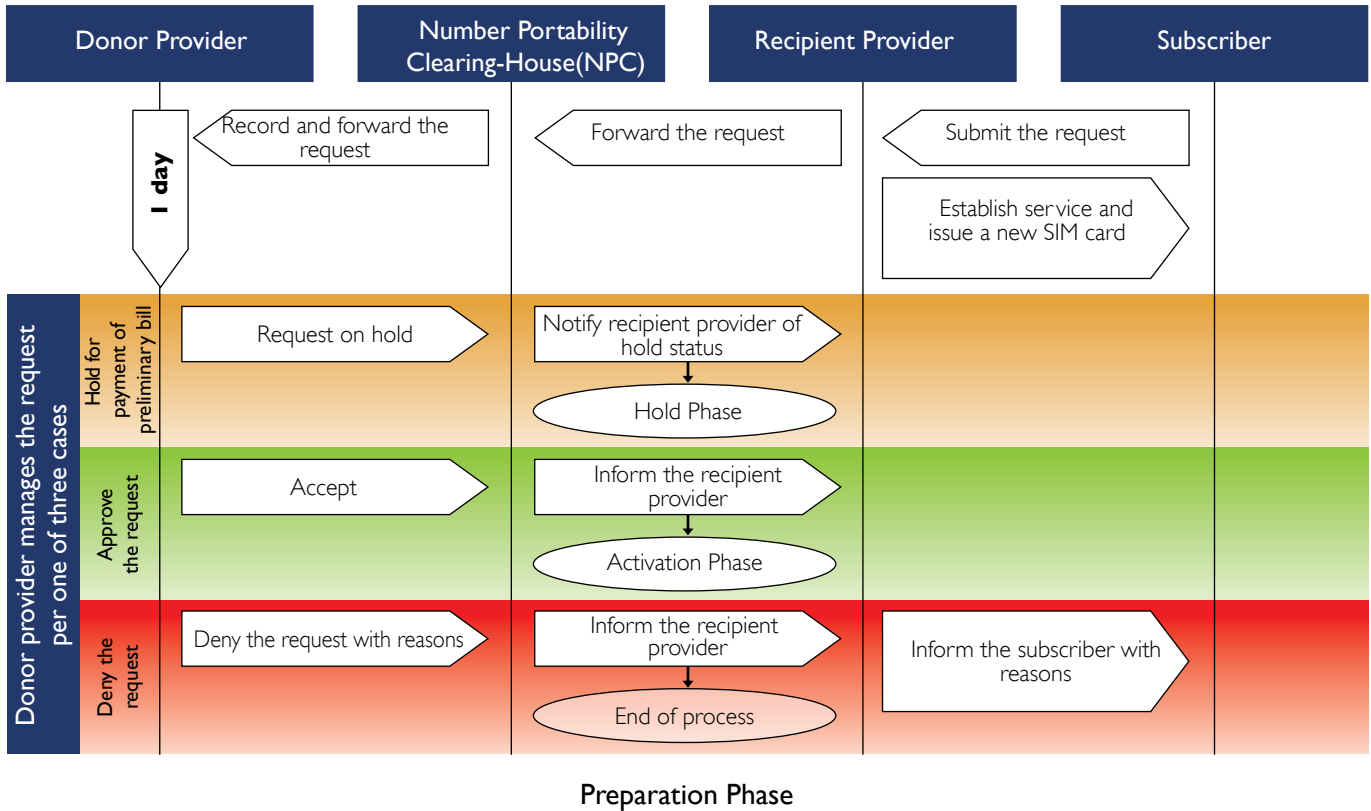 Donor Provider
Number Portability
Clearing-House(NPC)
Recipient Provider
Subscriber
Record and forward the
request
Forward the request
Submit the request
1 day
Establish service and
issue a new SIM card
Donor provider manages the request
per one of three cases
Hold for
payment of
preliminary bill
Request on hold
Notify recipient provider of
hold status
Hold Phase
Approve
the request
Accept
Inform the recipient
provider
Activation Phase
Deny the
request
Deny the request with reasons
Inform the recipient
provider
Inform the subscriber with
reasons
End of process
Preparation Phase